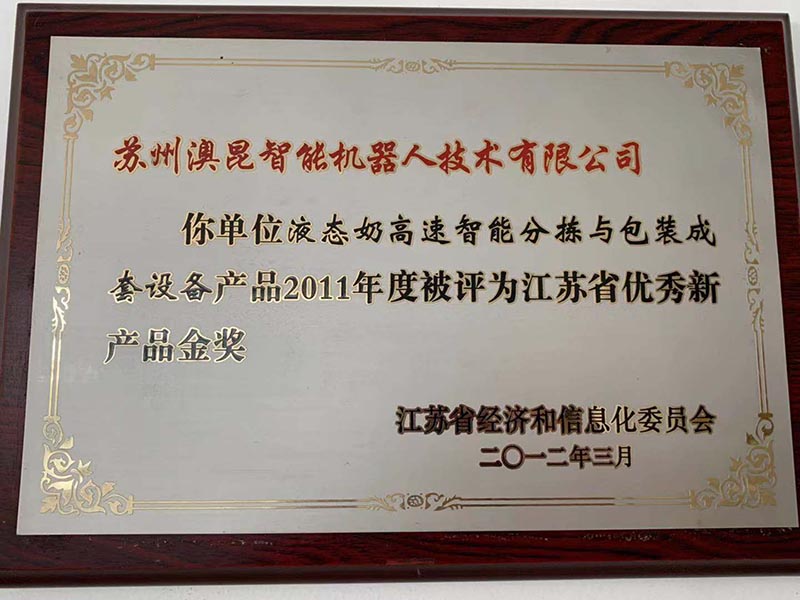 苏州澳昆智能机器人技术有限公司
你单位液态奶高速智能分拣与包装成
套设备产品2011年度被评为江苏省优秀新
产品金奖
江苏省经济和信息化委员会
二〇一二年三月